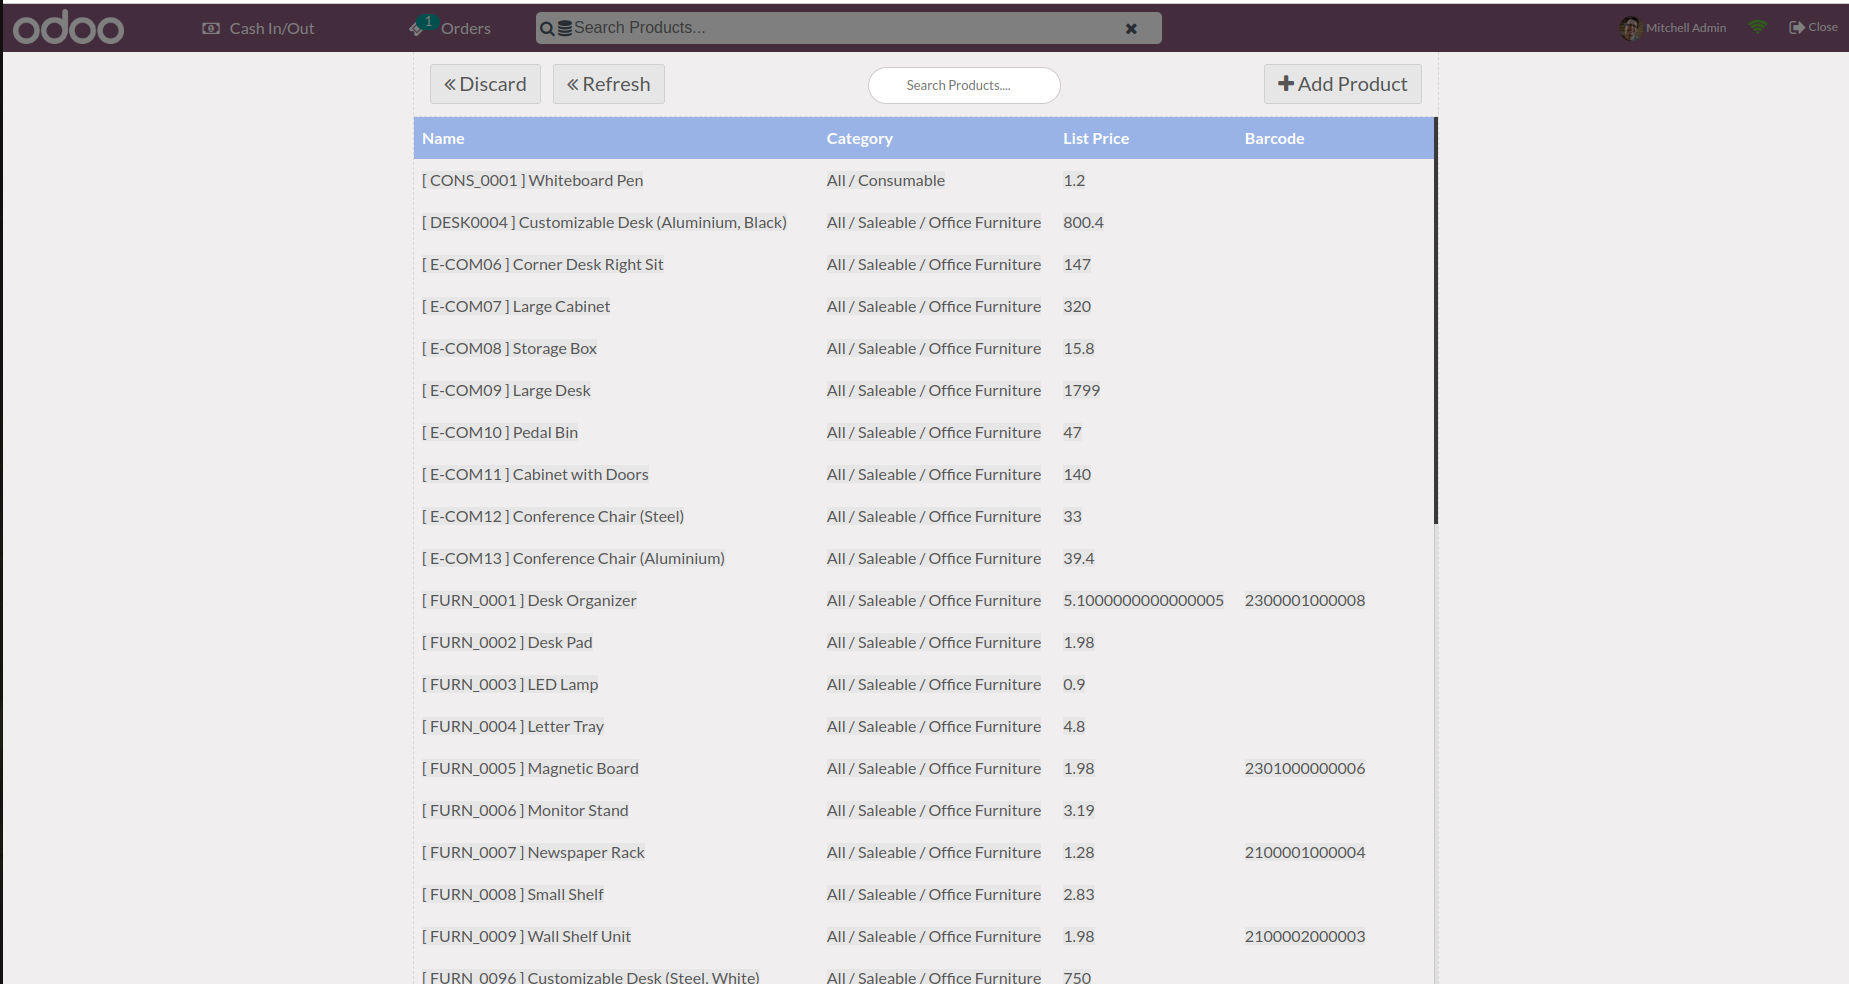 odoo Cash In/Out 1 Orders Search Products... Mitchell Admin Close
Discard Refresh Search Products.... Add Product
Name Category List Price Barcode
[ CONS_0001 ] Whiteboard Pen All / Consumable 1.2
[ DESK0004 ] Customizable Desk (Aluminium, Black) All / Saleable / Office Furniture 800.4
[ E-COM06 ] Corner Desk Right Sit All / Saleable / Office Furniture 147
[ E-COM07 ] Large Cabinet All / Saleable / Office Furniture 320
[ E-COM08 ] Storage Box All / Saleable / Office Furniture 15.8
[ E-COM09 ] Large Desk All / Saleable / Office Furniture 1799
[ E-COM10 ] Pedal Bin All / Saleable / Office Furniture 47
[ E-COM11 ] Cabinet with Doors All / Saleable / Office Furniture 140
[ E-COM12 ] Conference Chair (Steel) All / Saleable / Office Furniture 33
[ E-COM13 ] Conference Chair (Aluminium) All / Saleable / Office Furniture 39.4
[ FURN_0001 ] Desk Organizer All / Saleable / Office Furniture 5.1000000000000005 2300001000008
[ FURN_0002 ] Desk Pad All / Saleable / Office Furniture 1.98
[ FURN_0003 ] LED Lamp All / Saleable / Office Furniture 0.9
[ FURN_0004 ] Letter Tray All / Saleable / Office Furniture 4.8
[ FURN_0005 ] Magnetic Board All / Saleable / Office Furniture 1.98 2301000000006
[ FURN_0006 ] Monitor Stand All / Saleable / Office Furniture 3.19
[ FURN_0007 ] Newspaper Rack All / Saleable / Office Furniture 1.28 2100001000004
[ FURN_0008 ] Small Shelf All / Saleable / Office Furniture 2.83
[ FURN_0009 ] Wall Shelf Unit All / Saleable / Office Furniture 1.98 2100002000003
[ FURN_0096 ] Customizable Desk (Steel, White) All / Saleable / Office Furniture 750